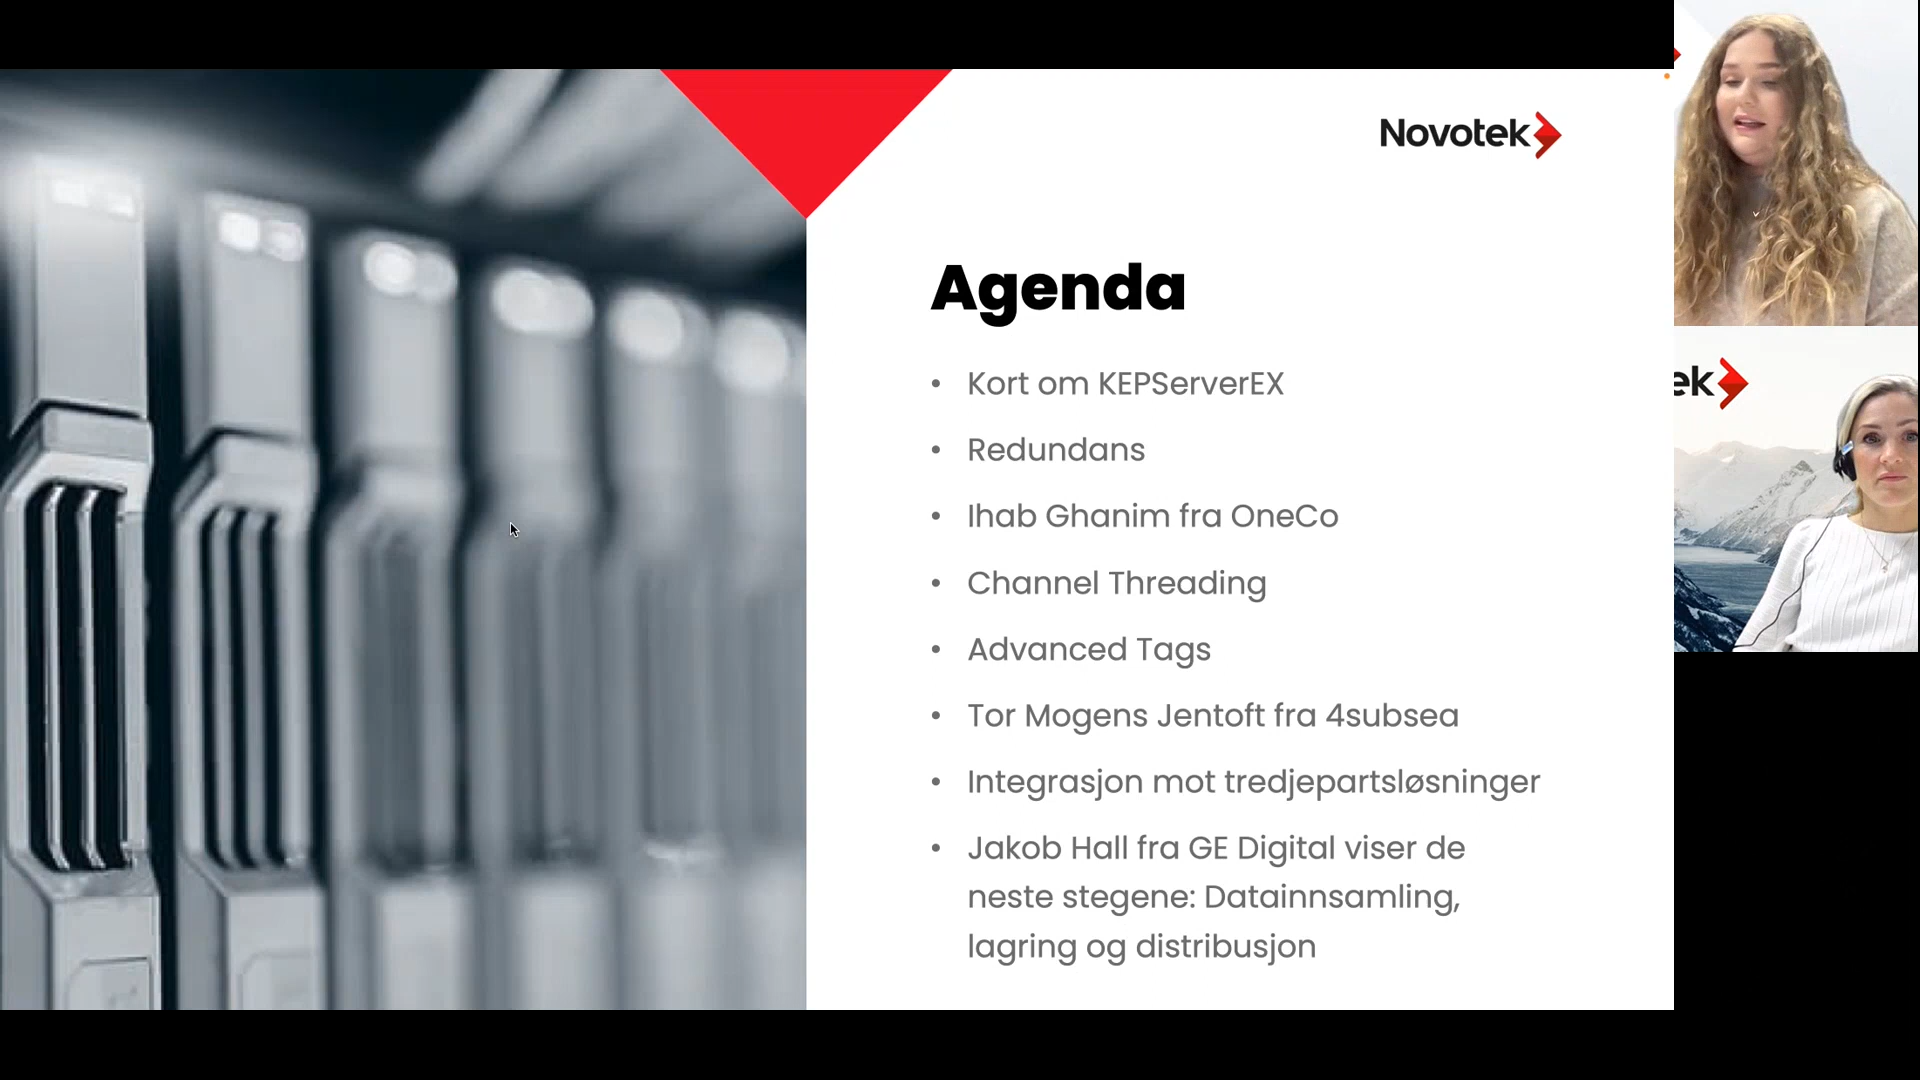 Novotek
Agenda
• Kort om KEPServerEX
• Redundans
• Ihab Ghanim fra OneCo
• Channel Threading
• Advanced Tags
• Tor Mogens Jentoft fra 4subsea
• Integrasjon mot tredjepartsløsninger
• Jakob Hall fra GE Digital viser de
neste stegene: Datainnsamling,
lagring og distribusjon
ek